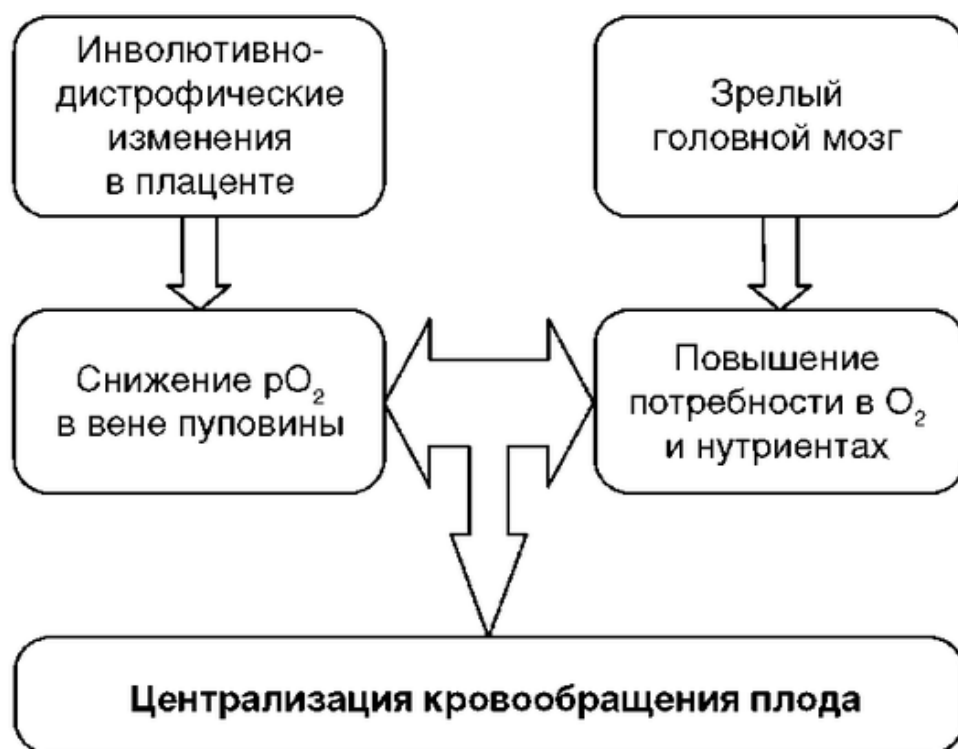 Инволютивно-
дистрофические
изменения
в плаценте
Зрелый
головной мозг
Снижение pO₂
в вене пуповины
Повышение
потребности в O₂
и нутриентах
Централизация кровообращения плода